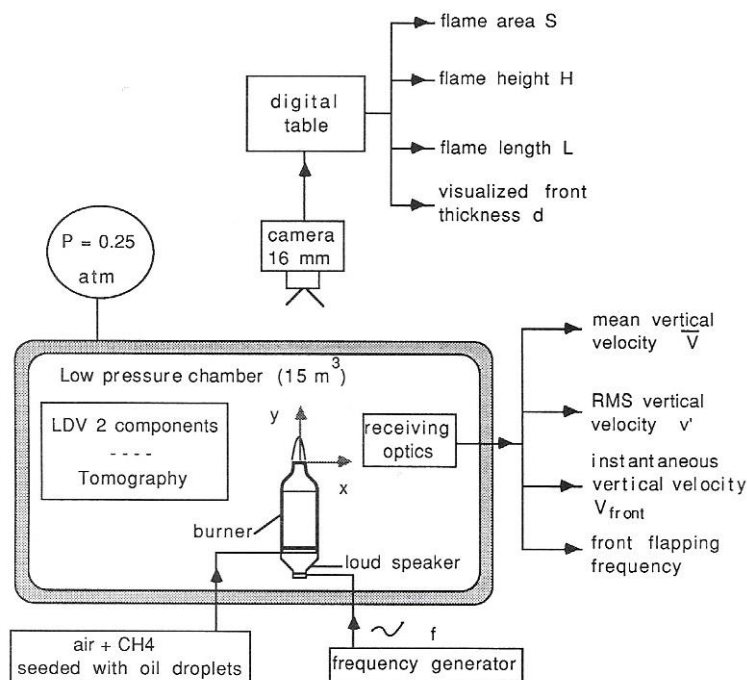 flame area S
flame height H
digital
table
flame length L
visualized front
thickness d
camera
16 mm
P = 0.25
atm
mean vertical
velocity V̅
Low pressure chamber (15 m³)
LDV 2 components
----
Tomography
y
x
receiving
optics
RMS vertical
velocity v'
instantaneous
vertical velocity
V_front
burner
loud speaker
front flapping
frequency
air + CH4
seeded with oil droplets
f
frequency generator